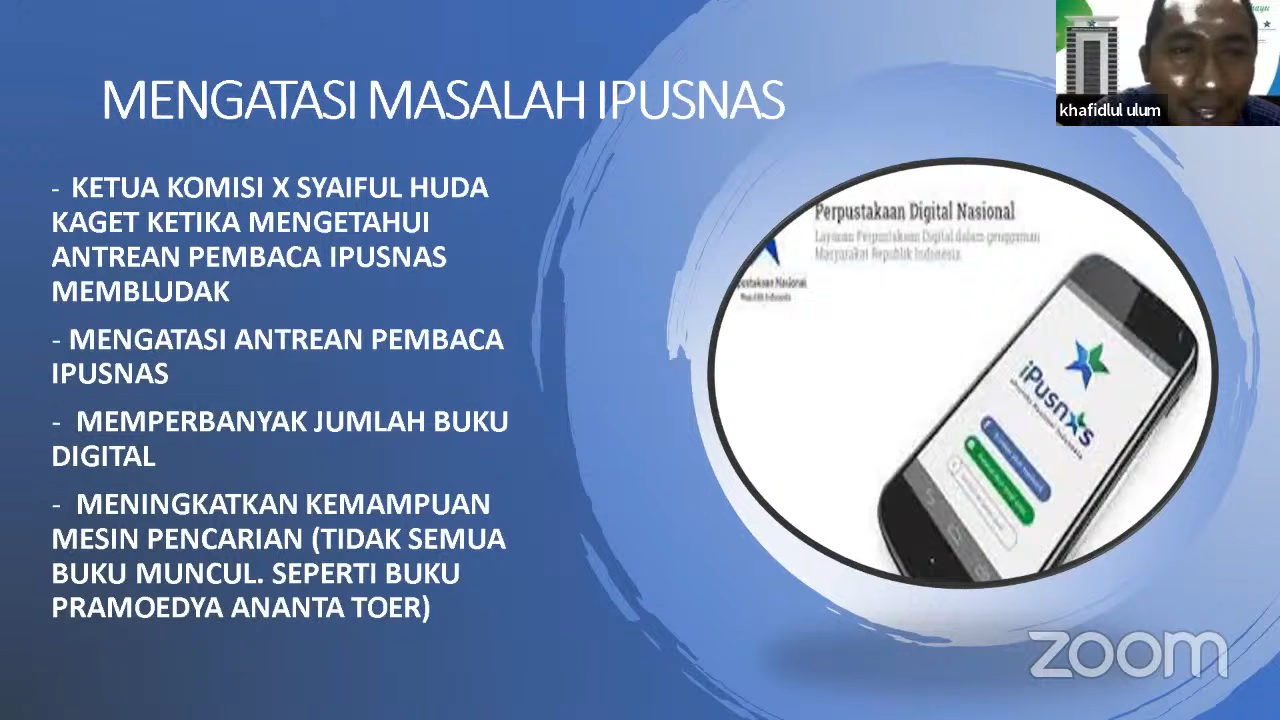 MENGATASI MASALAH IPUSNAS
khafidlul ulum
- KETUA KOMISI X SYAIFUL HUDA
KAGET KETIKA MENGETAHUI
ANTREAN PEMBACA IPUSNAS
MEMBLUDAK
- MENGATASI ANTREAN PEMBACA
IPUSNAS
- MEMPERBANYAK JUMLAH BUKU
DIGITAL
- MENINGKATKAN KEMAMPUAN
MESIN PENCARIAN (TIDAK SEMUA
BUKU MUNCUL. SEPERTI BUKU
PRAMOEDYA ANANTA TOER)
Perpustakaan Digital Nasional
Layanan Perpustakaan Digital dalam genggaman
Masyarakat Republik Indonesia.
iPusnas
zoom